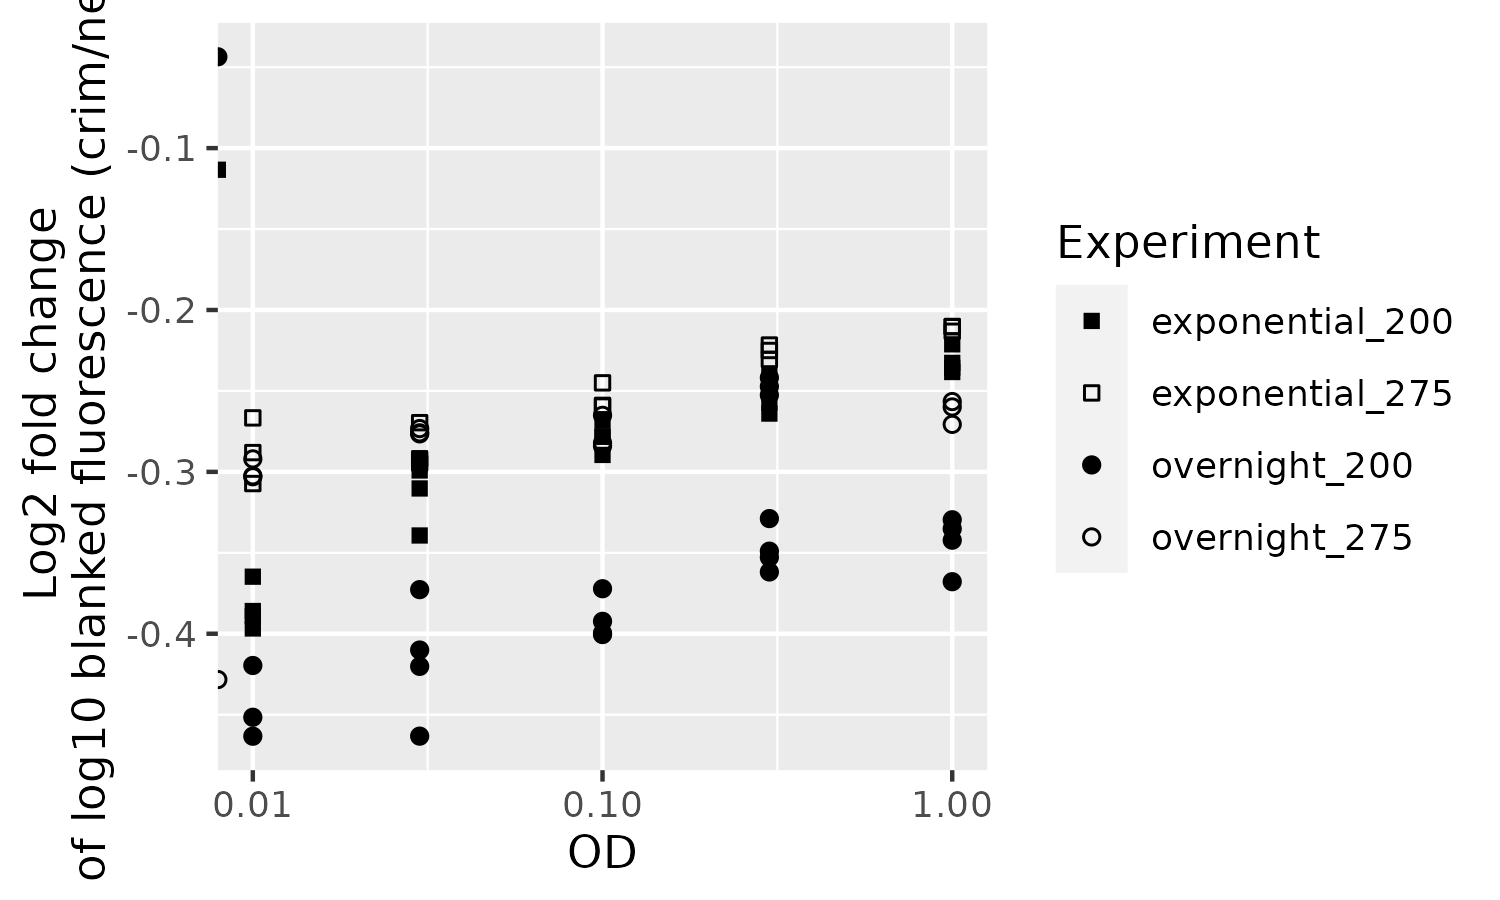 Log2 fold change
of log10 blanked fluorescence (crim/ne
-0.1
-0.2
-0.3
-0.4
0.01 0.10 1.00
OD
Experiment
exponential_200
exponential_275
overnight_200
overnight_275